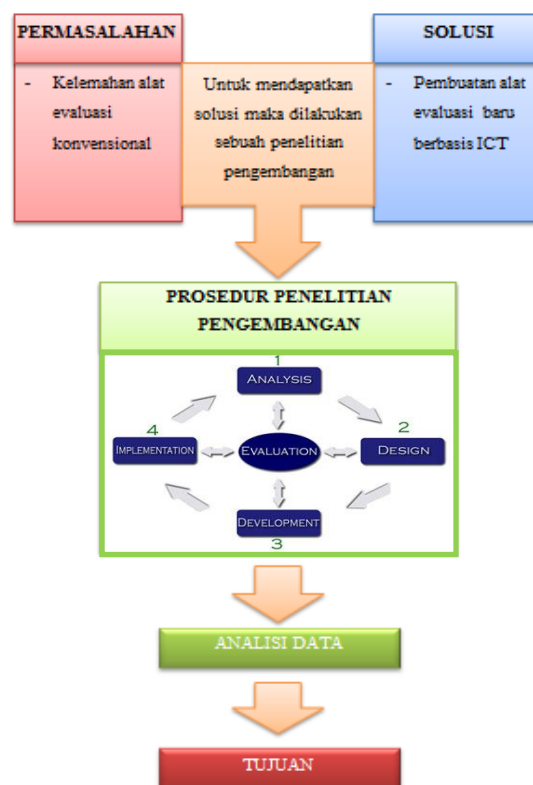 PERMASALAHAN
- Kelemahan alat
evaluasi
konvensional
Untuk mendapatkan
solusi maka dilakukan
sebuah penelitian
pengembangan
SOLUSI
- Pembuatan alat
evaluasi baru
berbasis ICT
PROSEDUR PENELITIAN
PENGEMBANGAN
1
ANALYSIS
4
IMPLEMENTATION
EVALUATION
2
DESIGN
DEVELOPMENT
3
ANALISI DATA
TUJUAN